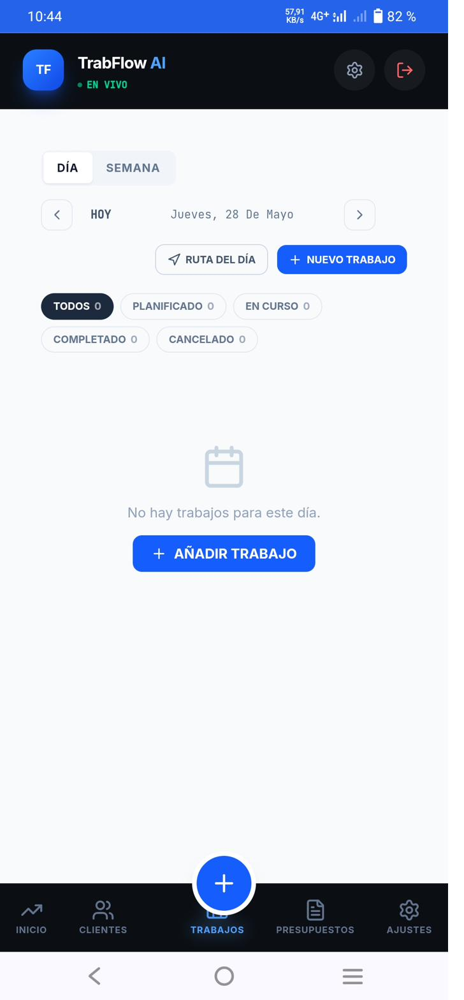 10:44
57,91 KB/s 4G+ 82 %
TF
TrabFlow AI
EN VIVO
DÍA SEMANA
HOY Jueves, 28 De Mayo
RUTA DEL DÍA + NUEVO TRABAJO
TODOS 0 PLANIFICADO 0 EN CURSO 0
COMPLETADO 0 CANCELADO 0
No hay trabajos para este día.
+ AÑADIR TRABAJO
+
INICIO CLIENTES TRABAJOS PRESUPUESTOS AJUSTES